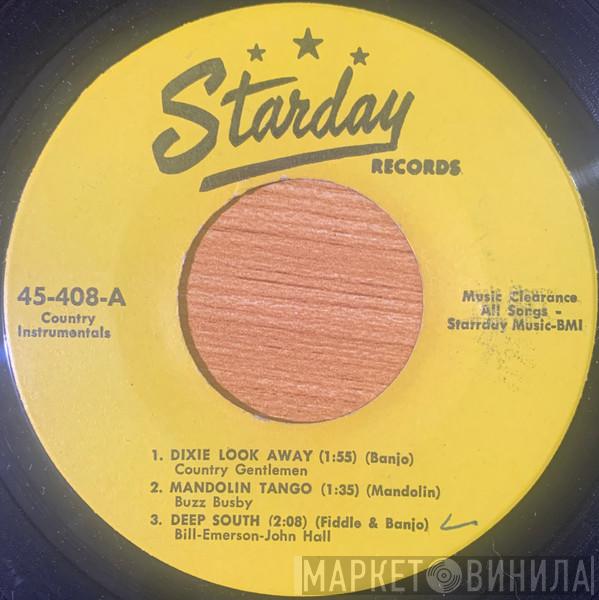 Starday
RECORDS
45-408-A
Country
Instrumentals
Music Clearance
All Songs -
Starrday Music-BMI
1. DIXIE LOOK AWAY (1:55) (Banjo)
Country Gentlemen
2. MANDOLIN TANGO (1:35) (Mandolin)
Buzz Busby
3. DEEP SOUTH (2:08) (Fiddle & Banjo)
Bill-Emerson-John Hall
МАРКЕТ ВИНИЛА